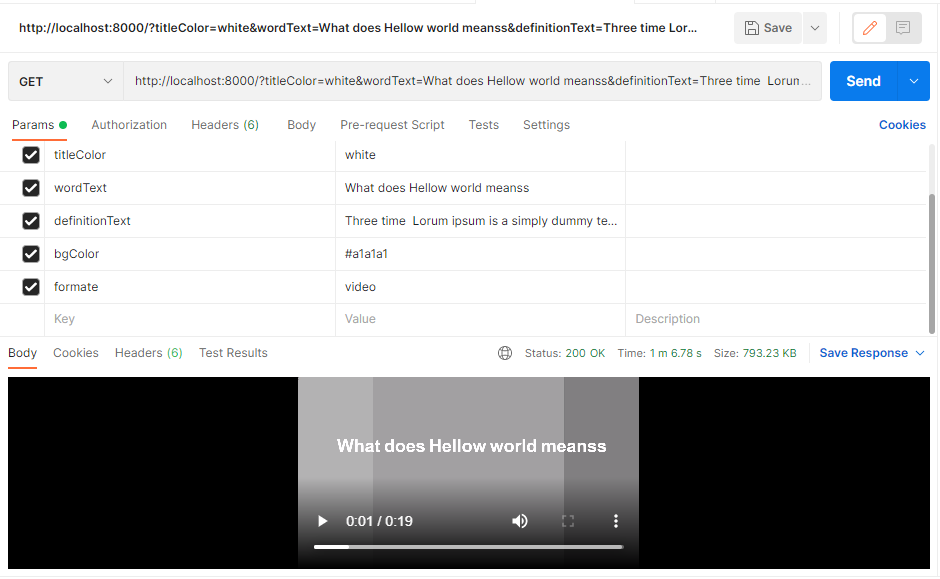 http://localhost:8000/?titleColor=white&wordText=What does Hellow world meanss&definitionText=Three time Lor...
Save
GET
http://localhost:8000/?titleColor=white&wordText=What does Hellow world meanss&definitionText=Three time  Lorun...
Send
Params
Authorization
Headers (6)
Body
Pre-request Script
Tests
Settings
Cookies
titleColor white
wordText What does Hellow world meanss
definitionText Three time  Lorum ipsum is a simply dummy te...
bgColor #a1a1a1
formate video
Key Value Description
Body Cookies Headers (6) Test Results Status: 200 OK Time: 1 m 6.78 s Size: 793.23 KB Save Response
What does Hellow world meanss
0:01 / 0:19